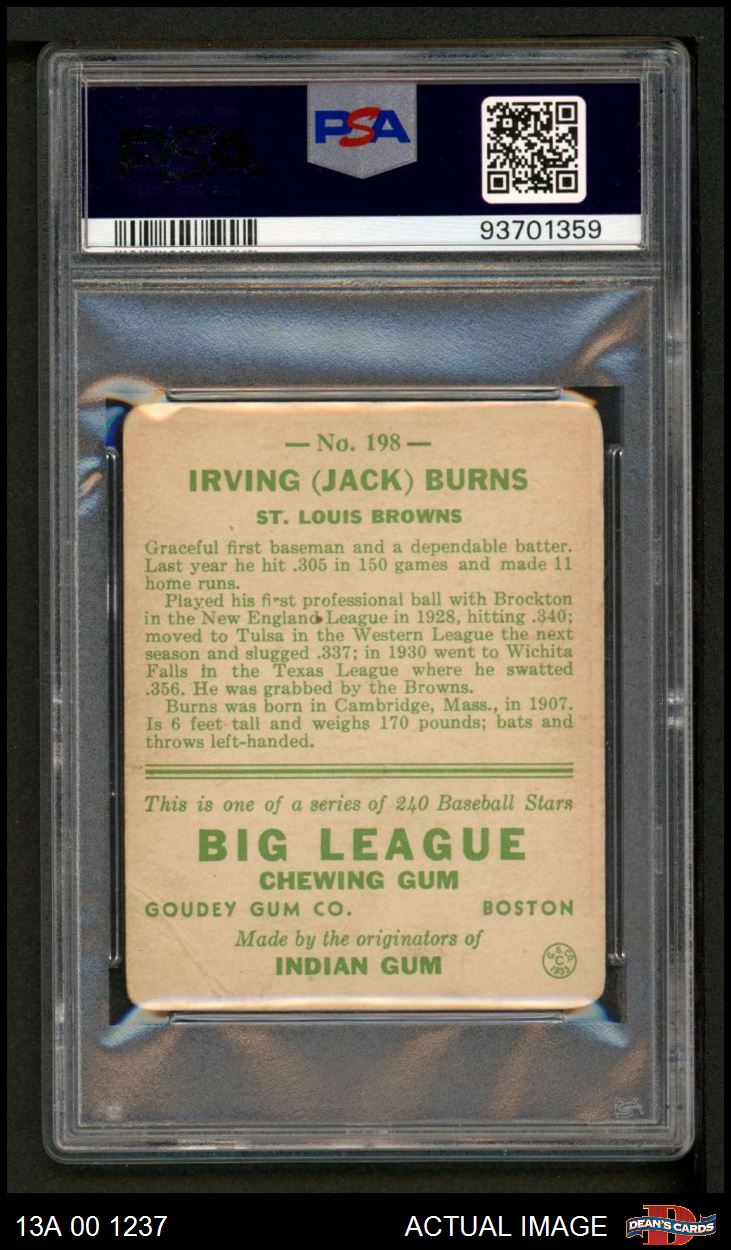 PSA
93701359
— No. 198 —
IRVING (JACK) BURNS
ST. LOUIS BROWNS
Graceful first baseman and a dependable batter.
Last year he hit .305 in 150 games and made 11
home runs.
Played his first professional ball with Brockton
in the New England League in 1928, hitting .340;
moved to Tulsa in the Western League the next
season and slugged .337; in 1930 went to Wichita
Falls in the Texas League where he swatted
.356. He was grabbed by the Browns.
Burns was born in Cambridge, Mass., in 1907.
Is 6 feet tall and weighs 170 pounds; bats and
throws left-handed.
This is one of a series of 240 Baseball Stars
BIG LEAGUE
CHEWING GUM
GOUDEY GUM CO. BOSTON
Made by the originators of
INDIAN GUM
G. G. CO.
C
1933
13A 00 1237 ACTUAL IMAGE D DEAN'S CARDS